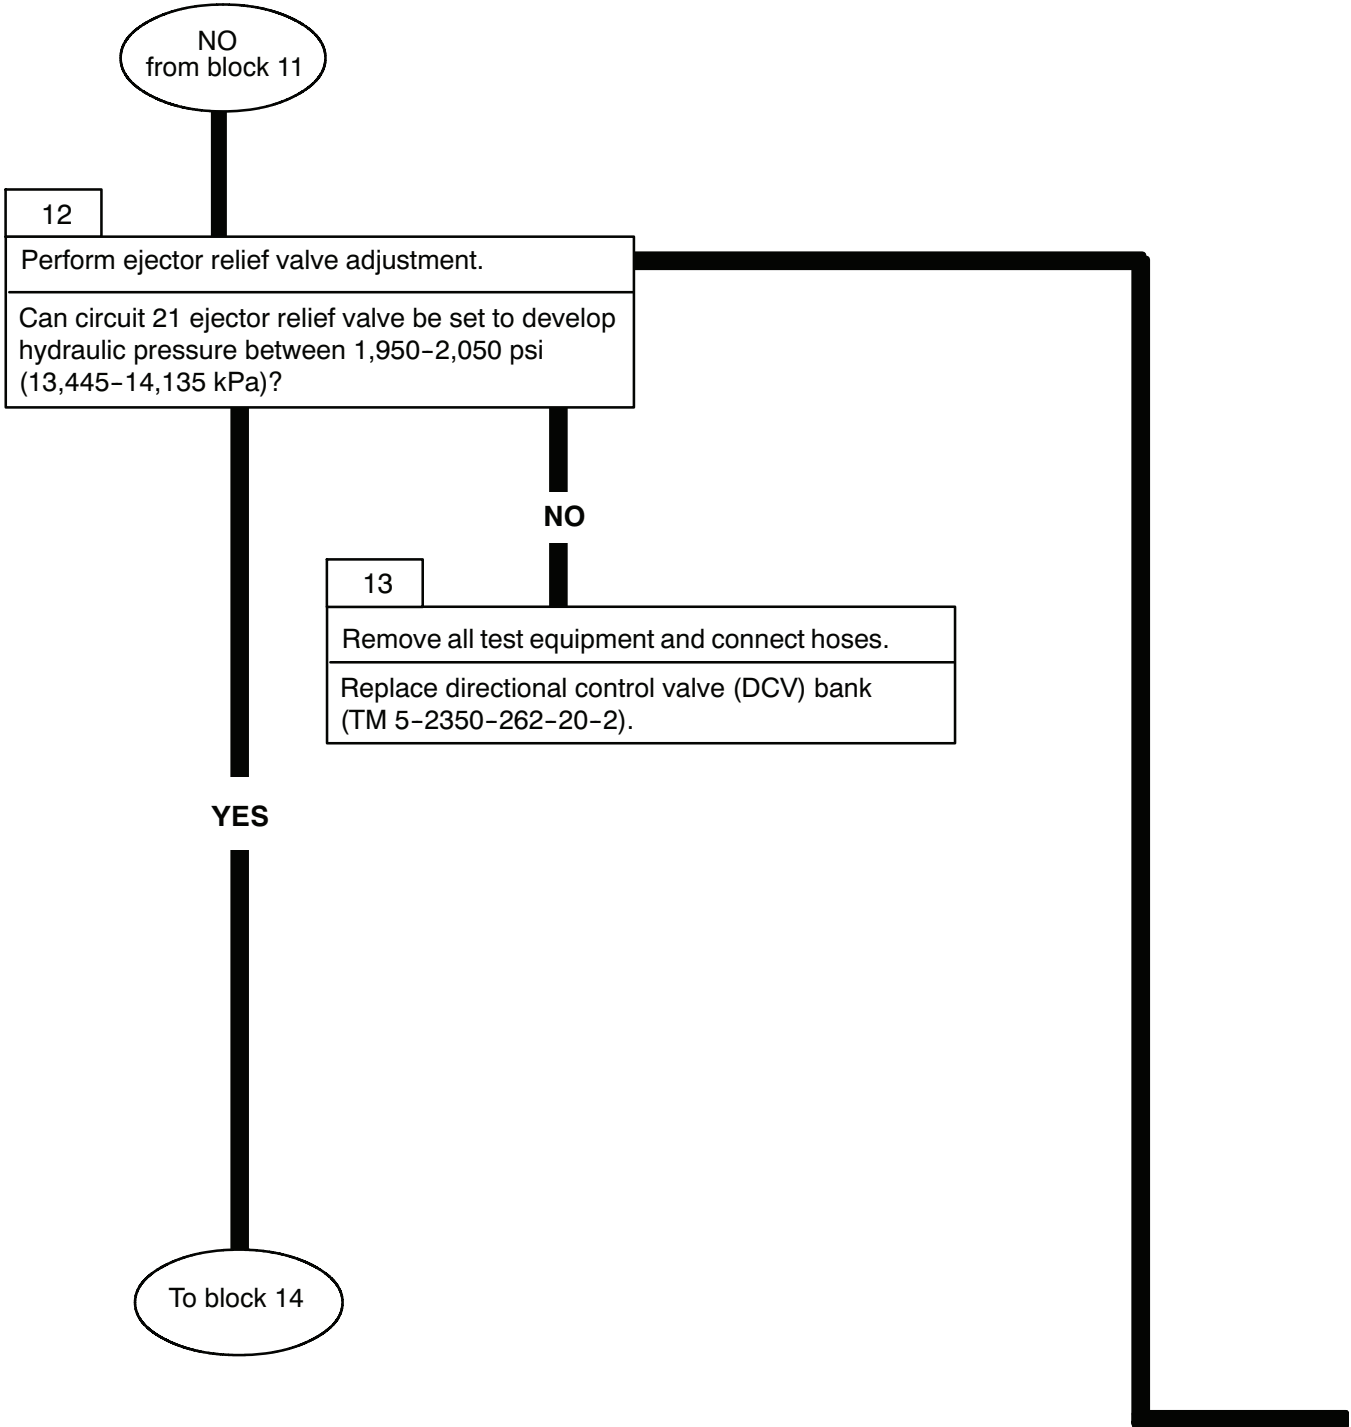 NO
from block 11
12
Perform ejector relief valve adjustment.
Can circuit 21 ejector relief valve be set to develop
hydraulic pressure between 1,950-2,050 psi
(13,445-14,135 kPa)?
NO
13
Remove all test equipment and connect hoses.
Replace directional control valve (DCV) bank
(TM 5-2350-262-20-2).
YES
To block 14